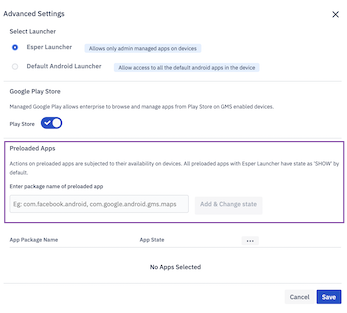 Advanced Settings
Select Launcher
Esper Launcher
Allows only admin managed apps on devices
Default Android Launcher
Allow access to all the default android apps in the device
Google Play Store
Managed Google Play allows enterprise to browse and manage apps from Play Store on GMS enabled devices.
Play Store
Preloaded Apps
Actions on preloaded apps are subjected to their availability on devices. All preloaded apps with Esper Launcher have state as 'SHOW' by
default.
Enter package name of preloaded app
Eg: com.facebook.android, com.google.android.gms.maps
Add & Change state
App Package Name
App State
...
No Apps Selected
Cancel
Save